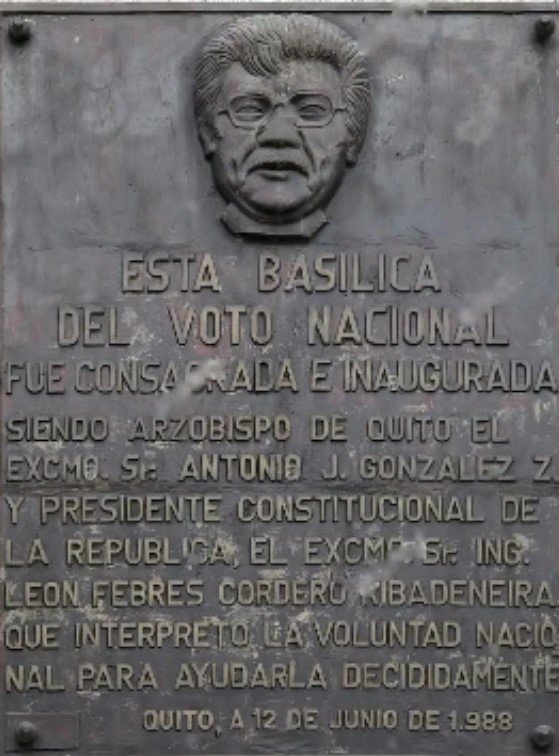 ESTA BASILICA
DEL VOTO NACIONAL
FUE CONSAGRADA E INAUGURADA
SIENDO ARZOBISPO DE QUITO EL
EXCMO. Sr. ANTONIO J. GONZALEZ Z.
Y PRESIDENTE CONSTITUCIONAL DE
LA REPUBLICA, EL EXCMO. Sr. ING.
LEON FEBRES CORDERO RIBADENEIRA
QUE INTERPRETO LA VOLUNTAD NACIO
NAL PARA AYUDARLA DECIDIDAMENTE
QUITO, A 12 DE JUNIO DE 1.988